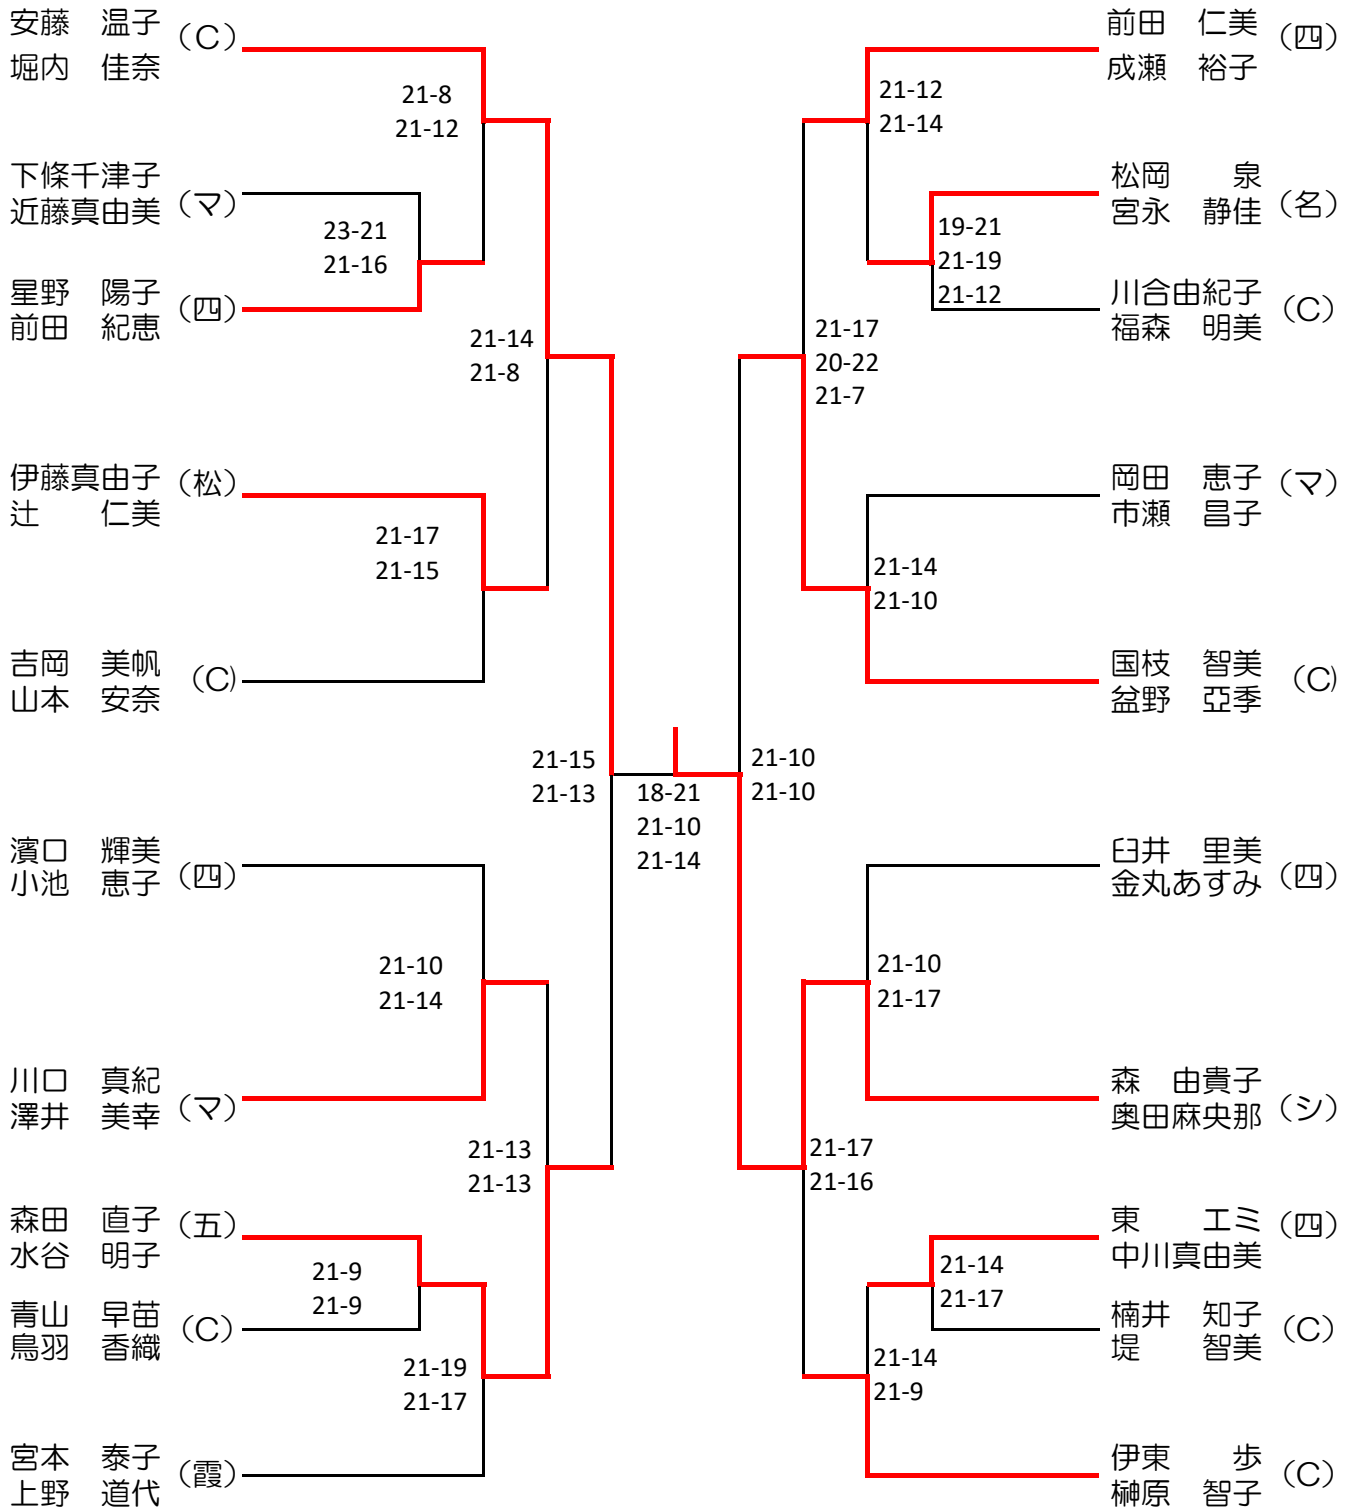 安藤　温子
堀内　佳奈
（C）
21-8
21-12
下條千津子
近藤真由美
（マ）
23-21
21-16
星野　陽子
前田　紀恵
（四）
21-14
21-8
伊藤真由子
辻　　仁美
（松）
21-17
21-15
吉岡　美帆
山本　安奈
（C）
21-15
21-13
濱口　輝美
小池　恵子
（四）
21-10
21-14
川口　真紀
澤井　美幸
（マ）
21-13
21-13
森田　直子
水谷　明子
（五）
21-9
21-9
青山　早苗
鳥羽　香織
（C）
21-19
21-17
宮本　泰子
上野　道代
（霞）
18-21
21-10
21-14
前田　仁美
成瀬　裕子
（四）
21-12
21-14
松岡　　泉
宮永　静佳
（名）
19-21
21-19
21-12
川合由紀子
福森　明美
（C）
21-17
20-22
21-7
岡田　恵子
市瀬　昌子
（マ）
21-14
21-10
国枝　智美
盆野　亞季
（C）
21-10
21-10
臼井　里美
金丸あすみ
（四）
21-10
21-17
森　由貴子
奥田麻央那
（シ）
21-17
21-16
東　　エミ
中川真由美
（四）
21-14
21-17
楠井　知子
堤　　智美
（C）
21-14
21-9
伊東　　歩
榊原　智子
（C）